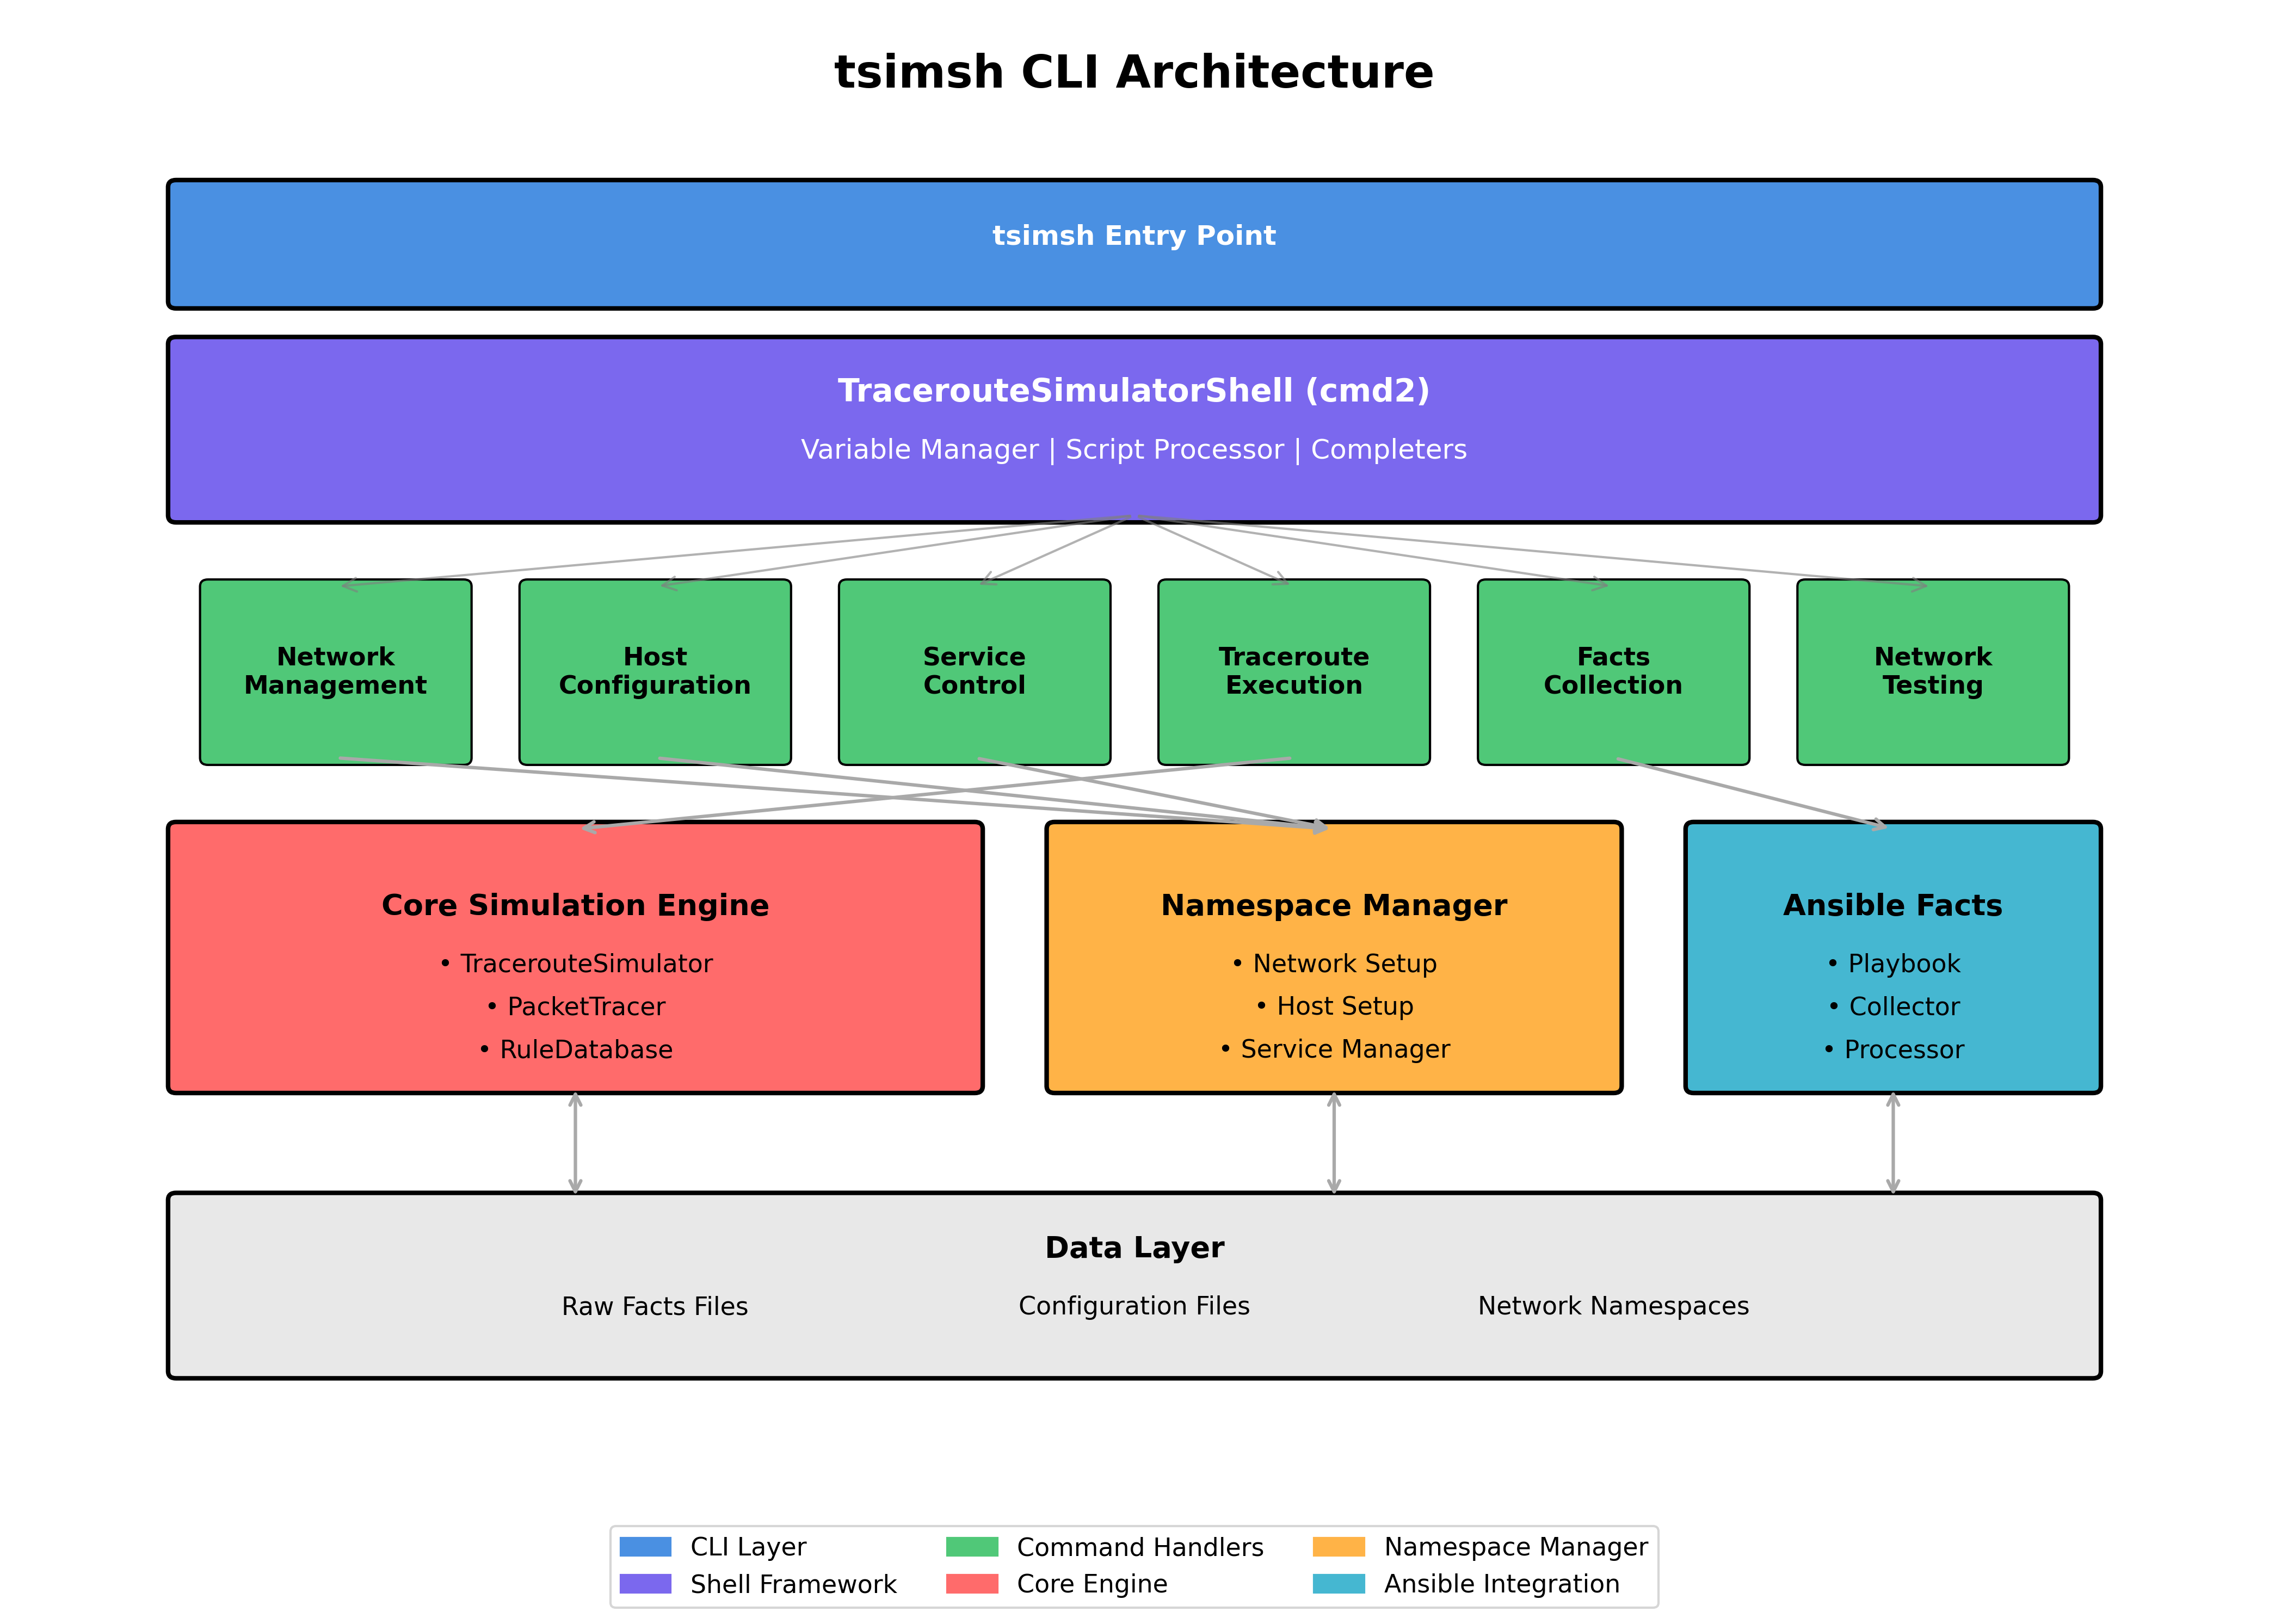 tsimsh CLI Architecture
tsimsh Entry Point
TracerouteSimulatorShell (cmd2)
Variable Manager | Script Processor | Completers
Network
Management
Host
Configuration
Service
Control
Traceroute
Execution
Facts
Collection
Network
Testing
Core Simulation Engine
• TracerouteSimulator
• PacketTracer
• RuleDatabase
Namespace Manager
• Network Setup
• Host Setup
• Service Manager
Ansible Facts
• Playbook
• Collector
• Processor
Data Layer
Raw Facts Files
Configuration Files
Network Namespaces
CLI Layer
Shell Framework
Command Handlers
Core Engine
Namespace Manager
Ansible Integration